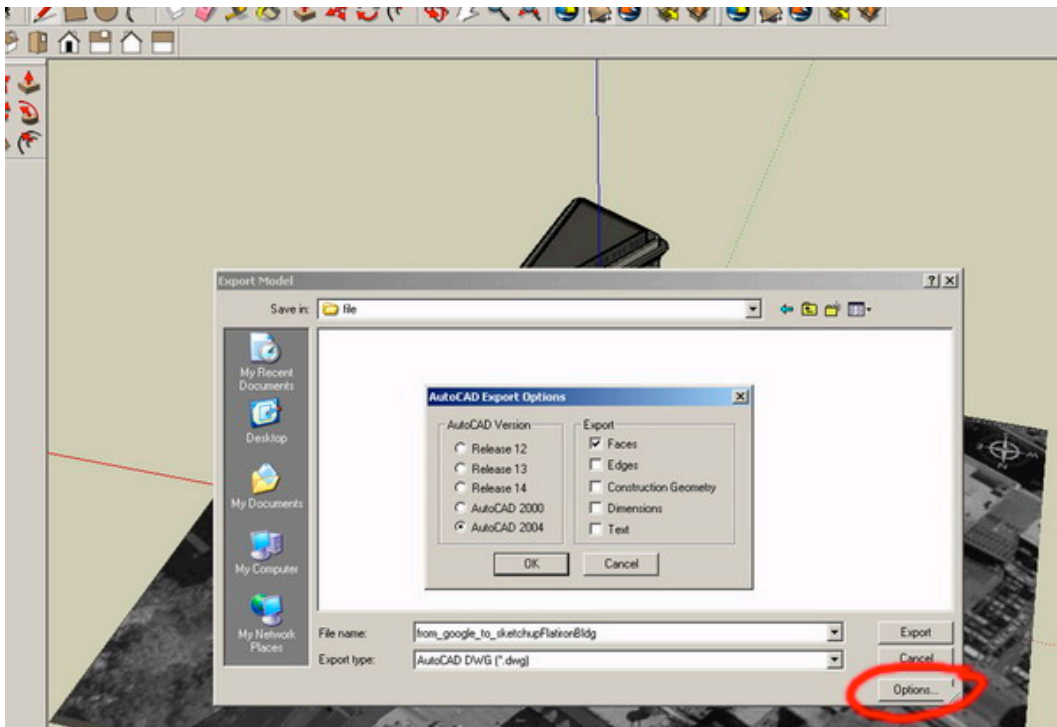 Export Model
Save in:
file
My Recent
Documents
Desktop
My Documents
My Computer
My Network
Places
AutoCAD Export Options
AutoCAD Version
Release 12
Release 13
Release 14
AutoCAD 2000
AutoCAD 2004
Export
Faces
Edges
Construction Geometry
Dimensions
Text
OK
Cancel
File name:
from_google_to_sketchupFlatironBldg
Export
Export type:
AutoCAD DWG (*.dwg)
Cancel
Options...
N